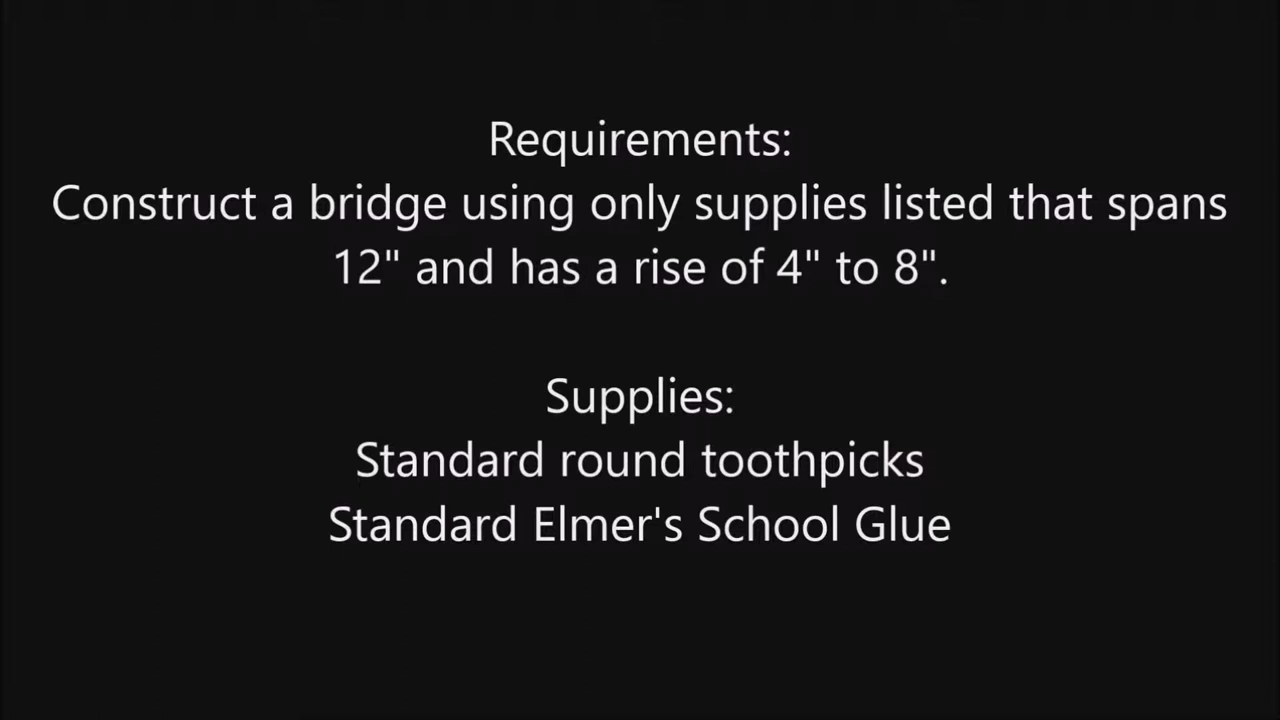 Requirements:
Construct a bridge using only supplies listed that spans
12" and has a rise of 4" to 8".
Supplies:
Standard round toothpicks
Standard Elmer's School Glue